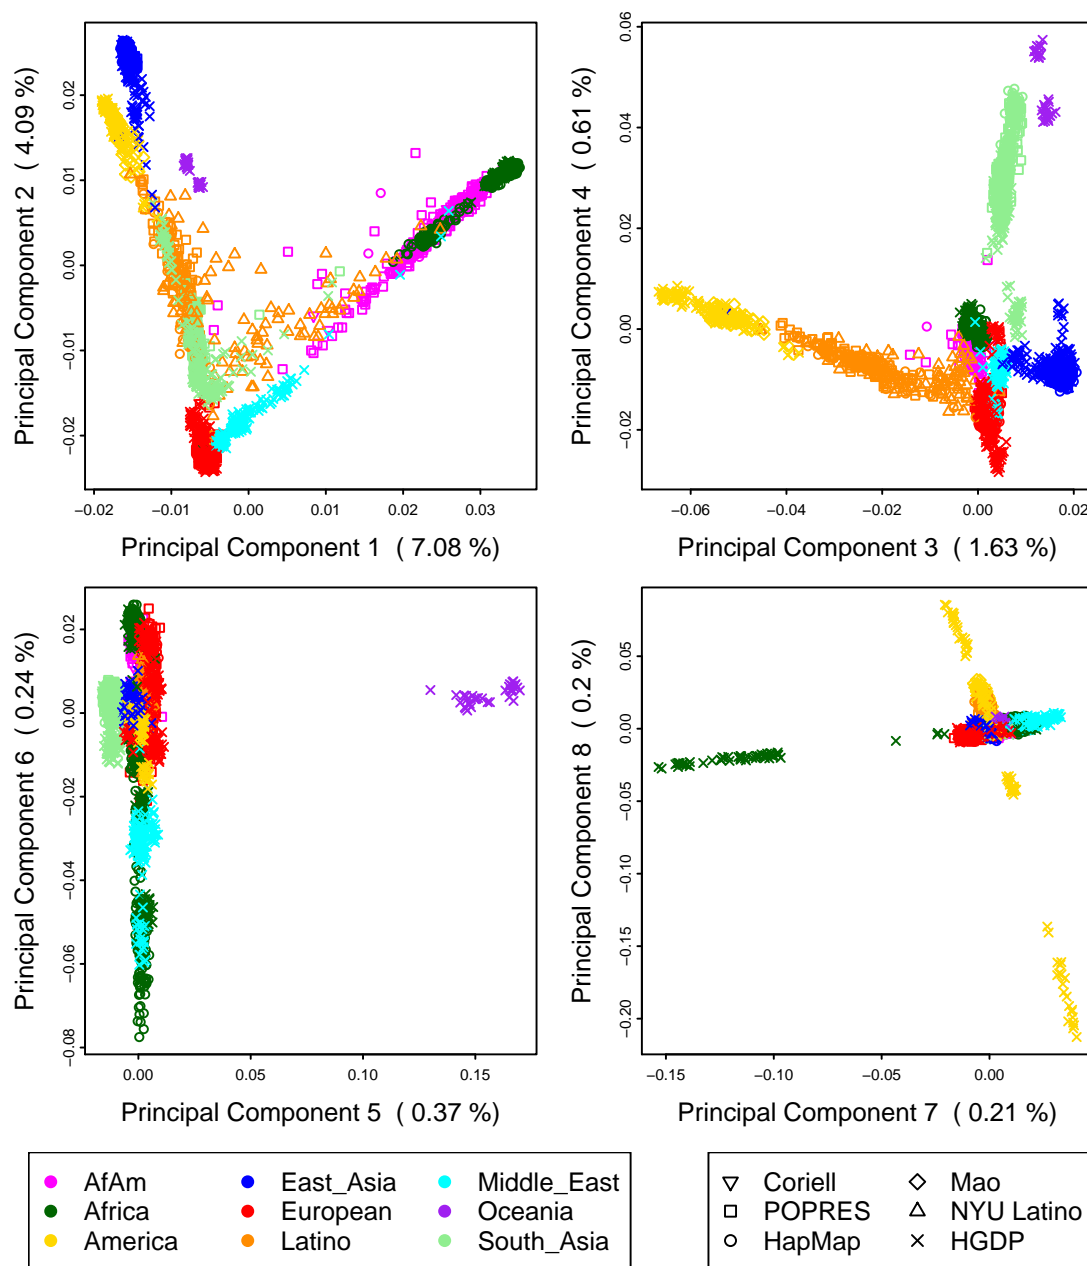 0.02
0.01
0.00
−0.01
−0.02
Principal Component 2 ( 4.09 %)
−0.02 −0.01 0.00 0.01 0.02 0.03
Principal Component 1 ( 7.08 %)
0.06
0.04
0.02
0.00
−0.02
Principal Component 4 ( 0.61 %)
−0.06 −0.04 −0.02 0.00 0.02
Principal Component 3 ( 1.63 %)
0.02
0.00
−0.02
−0.04
−0.06
−0.08
Principal Component 6 ( 0.24 %)
0.00 0.05 0.10 0.15
Principal Component 5 ( 0.37 %)
0.05
0.00
−0.05
−0.10
−0.15
−0.20
Principal Component 8 ( 0.2 %)
−0.15 −0.10 −0.05 0.00
Principal Component 7 ( 0.21 %)
AfAm East_Asia Middle_East
Africa European Oceania
America Latino South_Asia
Coriell Mao
POPRES NYU Latino
HapMap HGDP